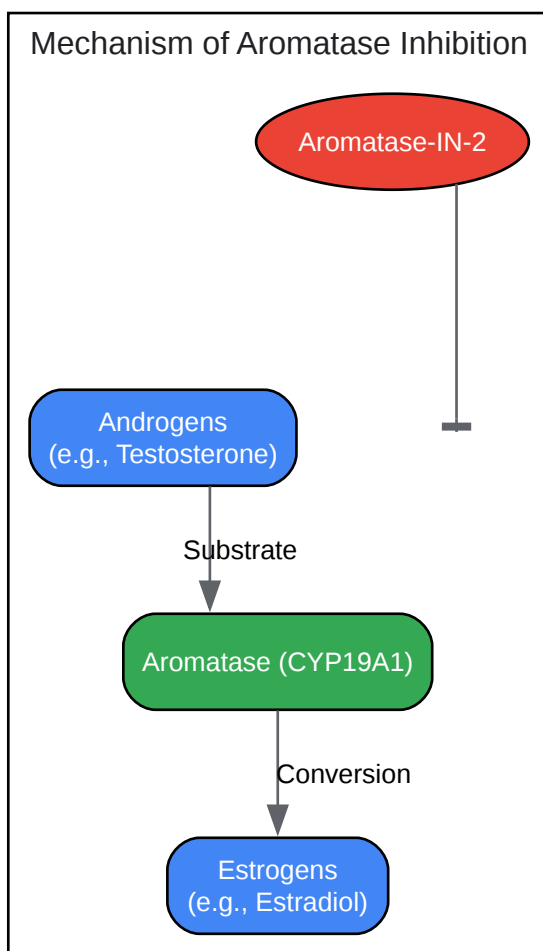 Mechanism of Aromatase Inhibition
Aromatase-IN-2
Androgens
(e.g., Testosterone)
Substrate
Aromatase (CYP19A1)
Conversion
Estrogens
(e.g., Estradiol)